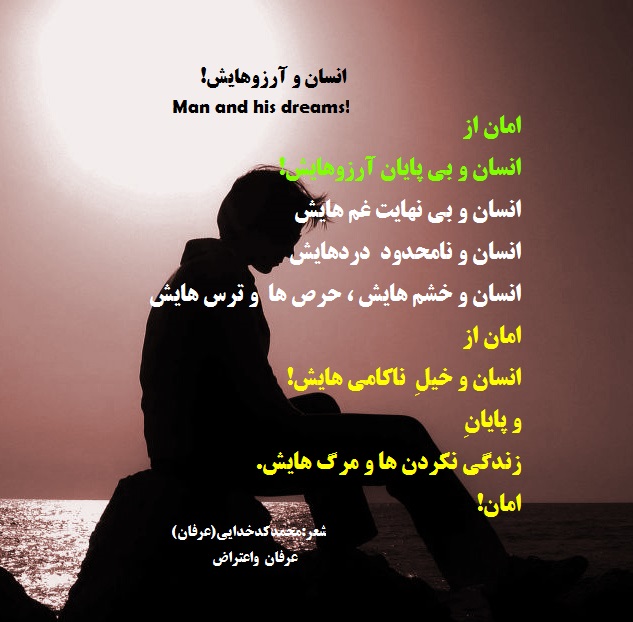 انسان و آرزوهایش!
Man and his dreams!
امان از
انسان و بی پایان آرزوهایش!
انسان و بی نهایت غم هایش
انسان و نامحدود دردهایش
انسان و خشم هایش ، حرص ها و ترس هایش
امان از
انسان و خیلِ ناکامی هایش!
و پایانِ
زندگی نکردن ها و مرگ هایش.
امان!
شعر:محمدکدخدایی(عرفان)
عرفان واعتراض